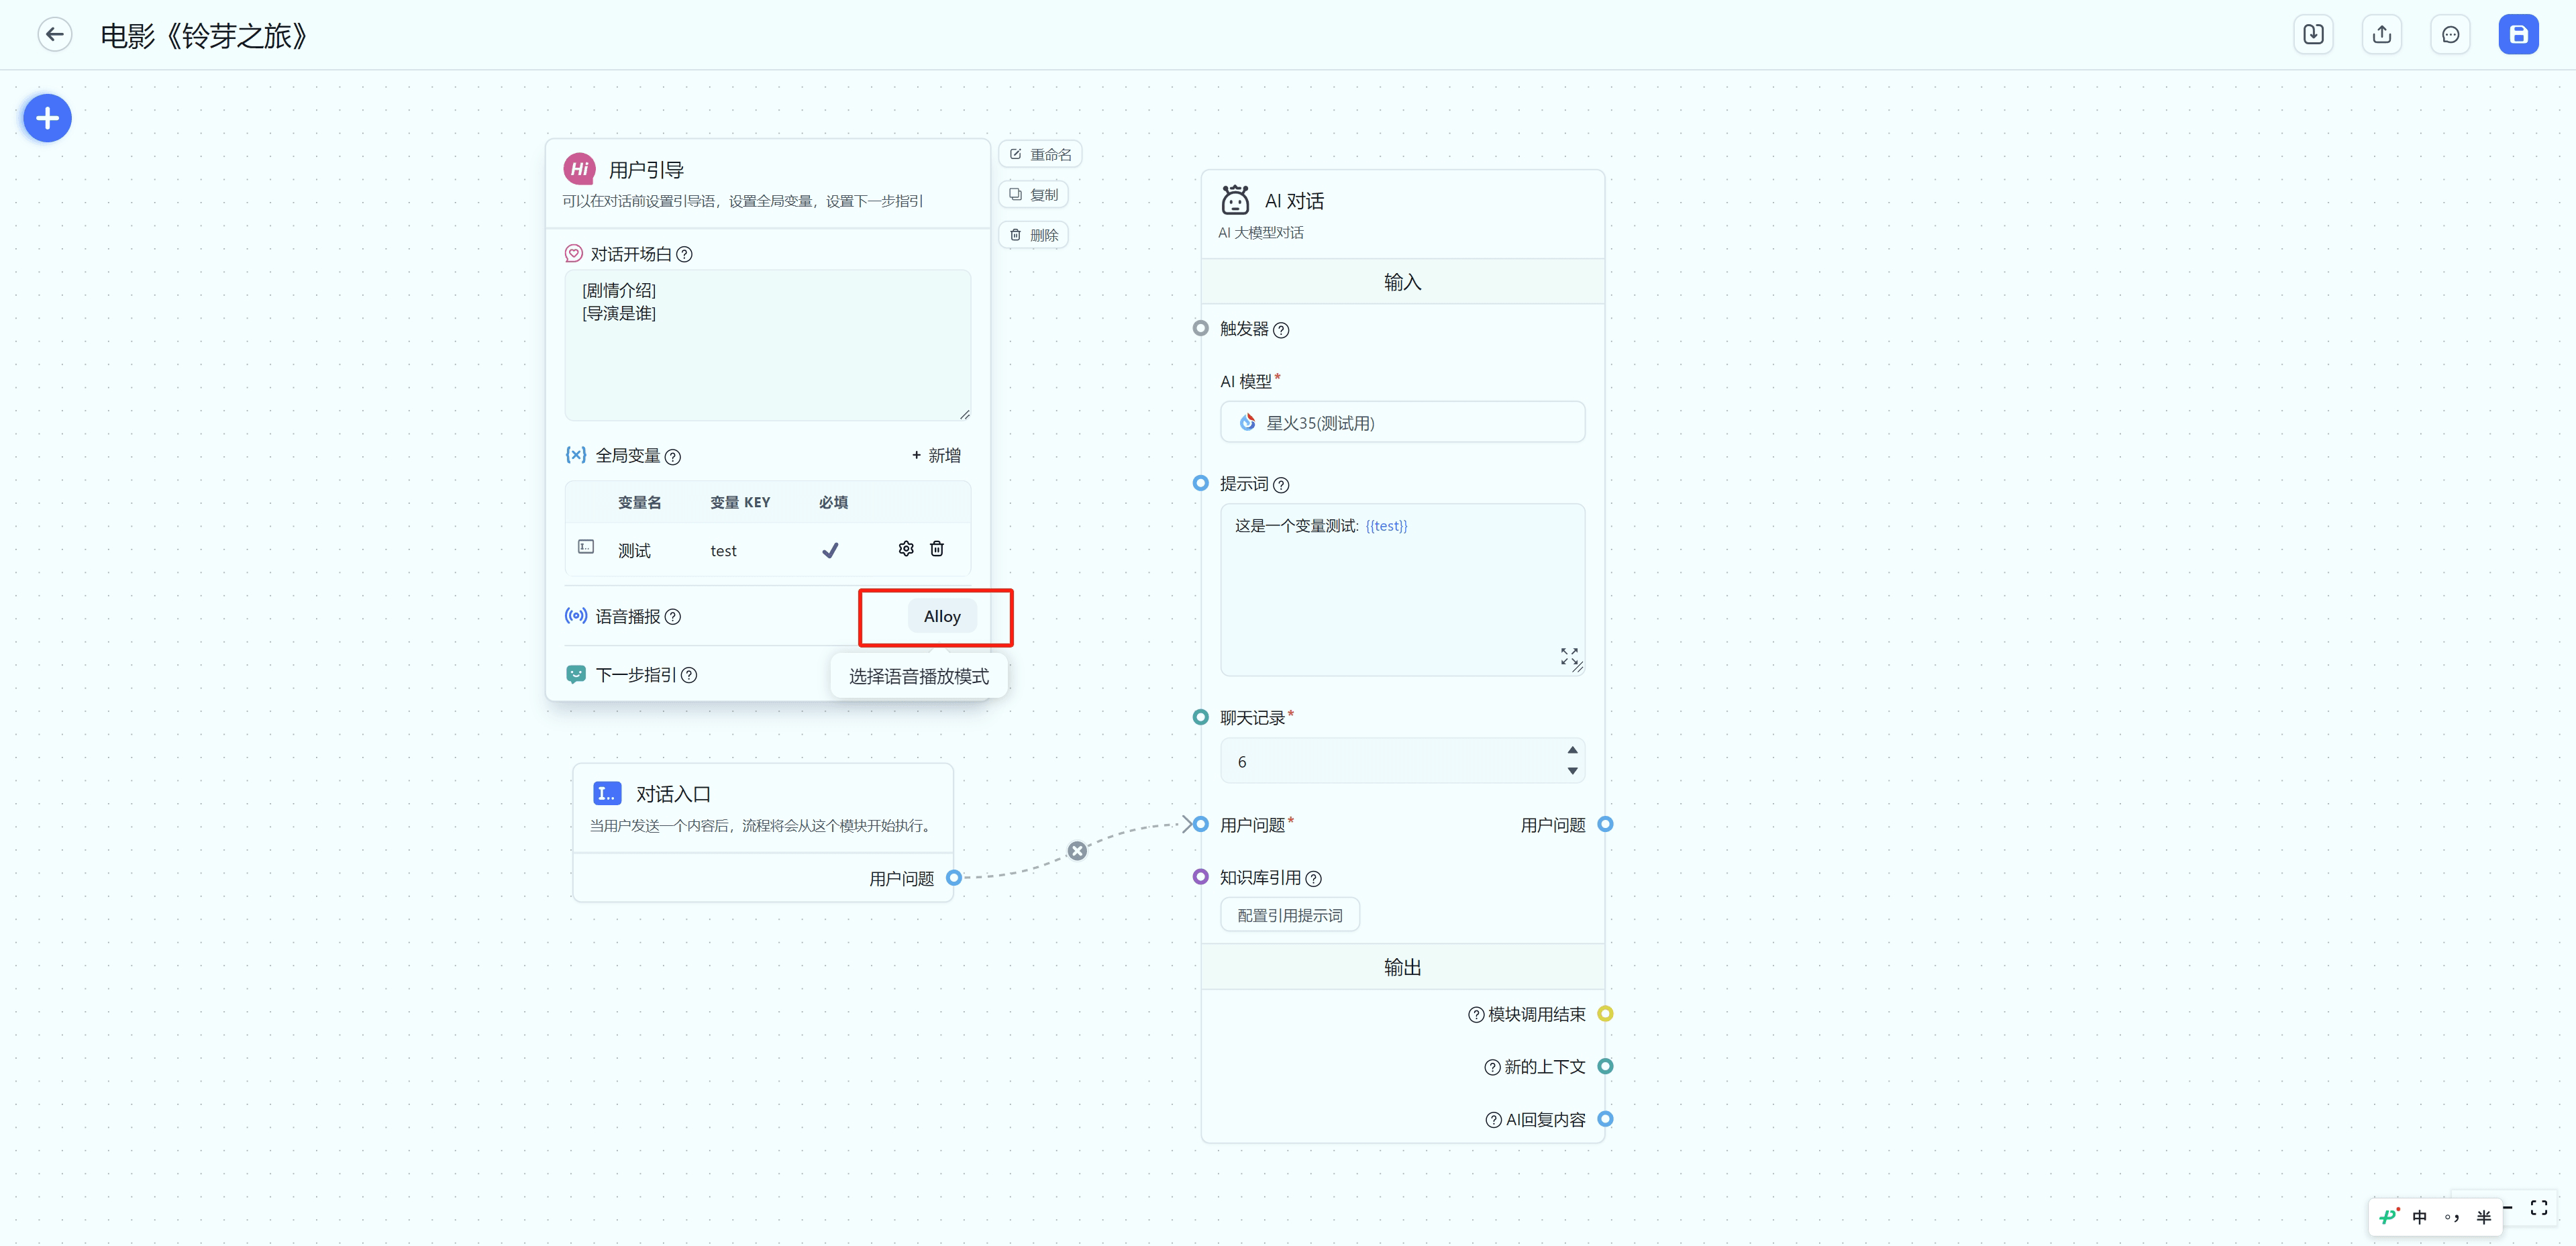 电影《铃芽之旅》
Hi
用户引导
可以在对话前设置引导语，设置全局变量，设置下一步指引
重命名
复制
删除
对话开场白
[剧情介绍]
[导演是谁]
全局变量
+ 新增
变量名 变量 KEY 必填
测试 test
语音播报
Alloy
选择语音播放模式
下一步指引
对话入口
当用户发送一个内容后，流程将会从这个模块开始执行。
用户问题
AI 对话
AI 大模型对话
输入
触发器
AI 模型*
星火35(测试用)
提示词
这是一个变量测试: {{test}}
聊天记录*
6
用户问题* 用户问题
知识库引用
配置引用提示词
输出
模块调用结束
新的上下文
AI回复内容
中 °, 半